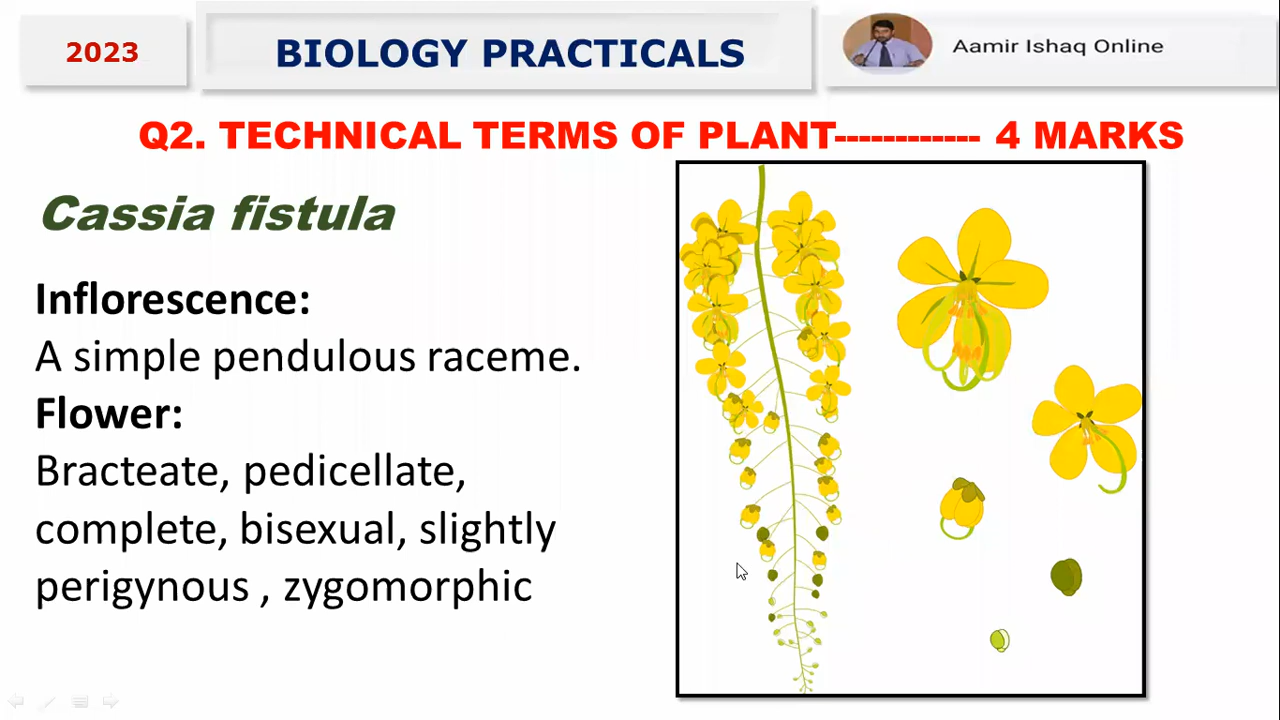 2023
BIOLOGY PRACTICALS
Aamir Ishaq Online
Q2. TECHNICAL TERMS OF PLANT------------ 4 MARKS
Cassia fistula
Inflorescence:
A simple pendulous raceme.
Flower:
Bracteate, pedicellate,
complete, bisexual, slightly
perigynous , zygomorphic